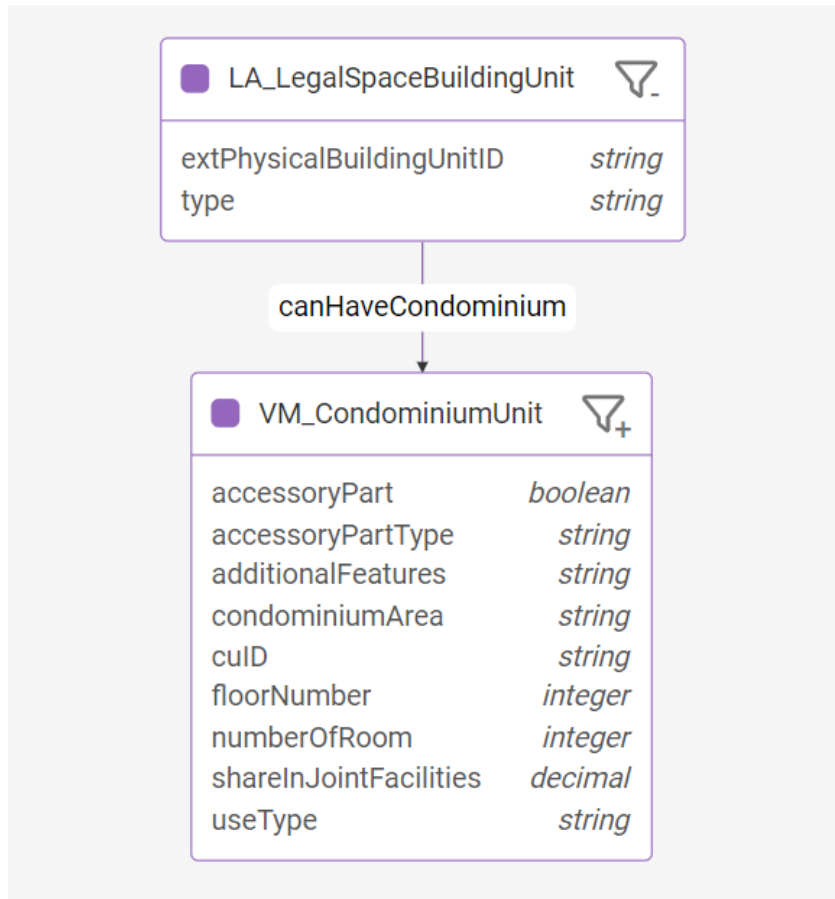 LA_LegalSpaceBuildingUnit
extPhysicalBuildingUnitID string
type string
canHaveCondominium
VM_CondominiumUnit
accessoryPart boolean
accessoryPartType string
additionalFeatures string
condominiumArea string
cuID string
floorNumber integer
numberOfRoom integer
shareInJointFacilities decimal
useType string